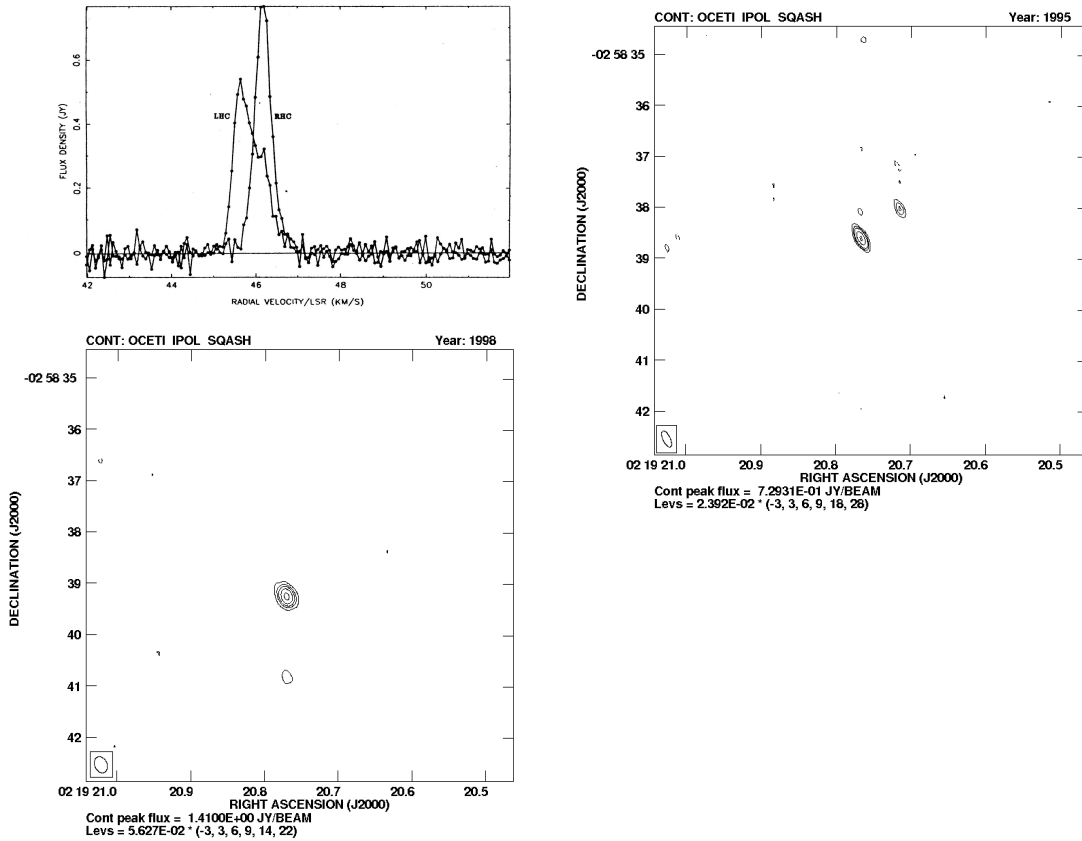 0.6
0.4
0.2
0
FLUX DENSITY (JY)
LHC
RHC
42
44
46
48
50
RADIAL VELOCITY/LSR (KM/S)
CONT: OCETI IPOL SQASH
Year: 1995
-02 58 35
36
37
38
39
40
41
42
DECLINATION (J2000)
02 19 21.0
20.9
20.8
20.7
20.6
20.5
RIGHT ASCENSION (J2000)
Cont peak flux = 7.2931E-01 JY/BEAM
Levs = 2.392E-02 * (-3, 3, 6, 9, 18, 28)
CONT: OCETI IPOL SQASH
Year: 1998
-02 58 35
36
37
38
39
40
41
42
DECLINATION (J2000)
02 19 21.0
20.9
20.8
20.7
20.6
20.5
RIGHT ASCENSION (J2000)
Cont peak flux = 1.4100E+00 JY/BEAM
Levs = 5.627E-02 * (-3, 3, 6, 9, 14, 22)